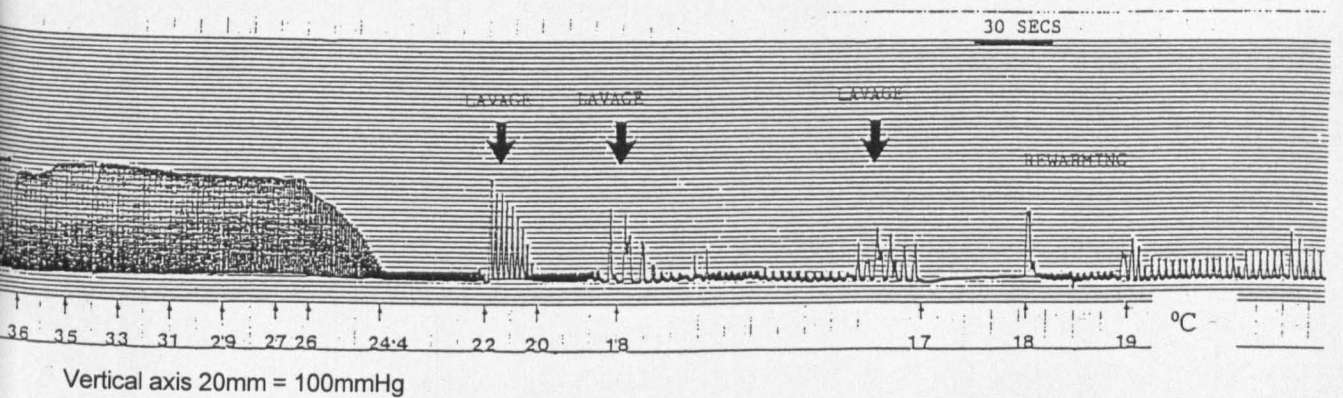 30 SECS
LAVAGE LAVAGE LAVAGE
REWARMING
36 35 33 31 29 27 26 24·4 22 20 18 17 18 19 ⁰C
Vertical axis 20mm = 100mmHg